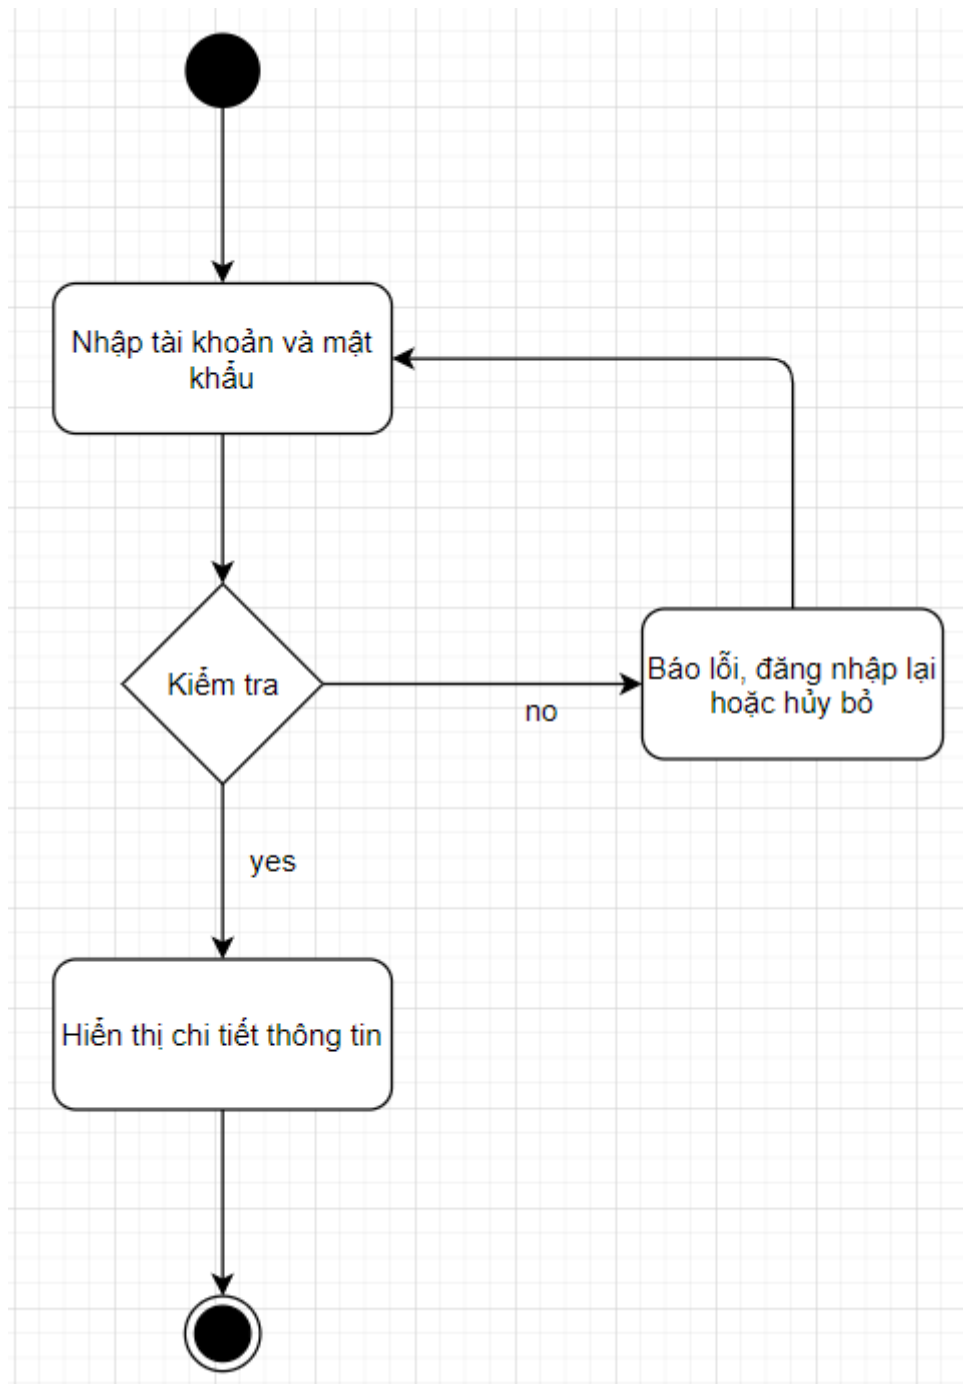 Nhập tài khoản và mật
khẩu
Kiểm tra
no
Báo lỗi, đăng nhập lại
hoặc hủy bỏ
yes
Hiển thị chi tiết thông tin